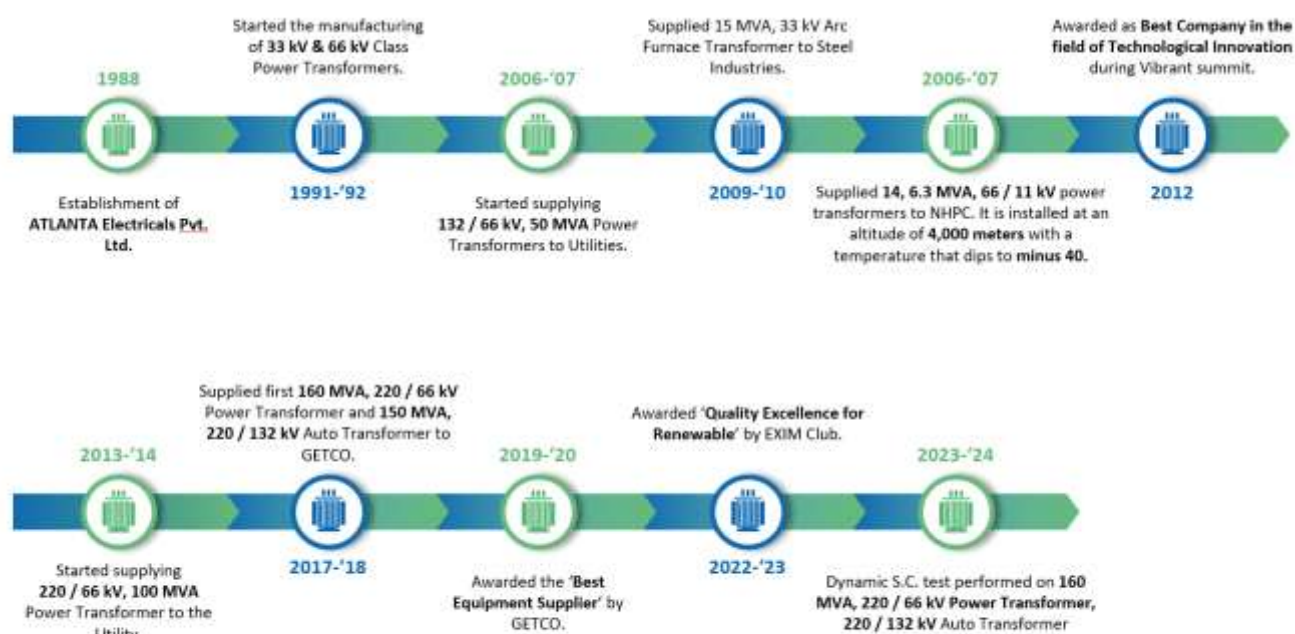 1988
Establishment of
ATLANTA Electricals Pvt.
Ltd.
Started the manufacturing
of 33 kV & 66 kV Class
Power Transformers.
1991-'92
2006-'07
Started supplying
132 / 66 kV, 50 MVA Power
Transformers to Utilities.
Supplied 15 MVA, 33 kV Arc
Furnace Transformer to Steel
Industries.
2009-'10
2006-'07
Supplied 14, 6.3 MVA, 66 / 11 kV power
transformers to NHPC. It is installed at an
altitude of 4,000 meters with a
temperature that dips to minus 40.
Awarded as Best Company in the
field of Technological Innovation
during Vibrant summit.
2012
2013-'14
Started supplying
220 / 66 kV, 100 MVA
Power Transformer to the
Utility
Supplied first 160 MVA, 220 / 66 kV
Power Transformer and 150 MVA,
220 / 132 kV Auto Transformer to
GETCO.
2017-'18
2019-'20
Awarded the 'Best
Equipment Supplier' by
GETCO.
Awarded 'Quality Excellence for
Renewable' by EXIM Club.
2022-'23
2023-'24
Dynamic S.C. test performed on 160
MVA, 220 / 66 kV Power Transformer,
220 / 132 kV Auto Transformer